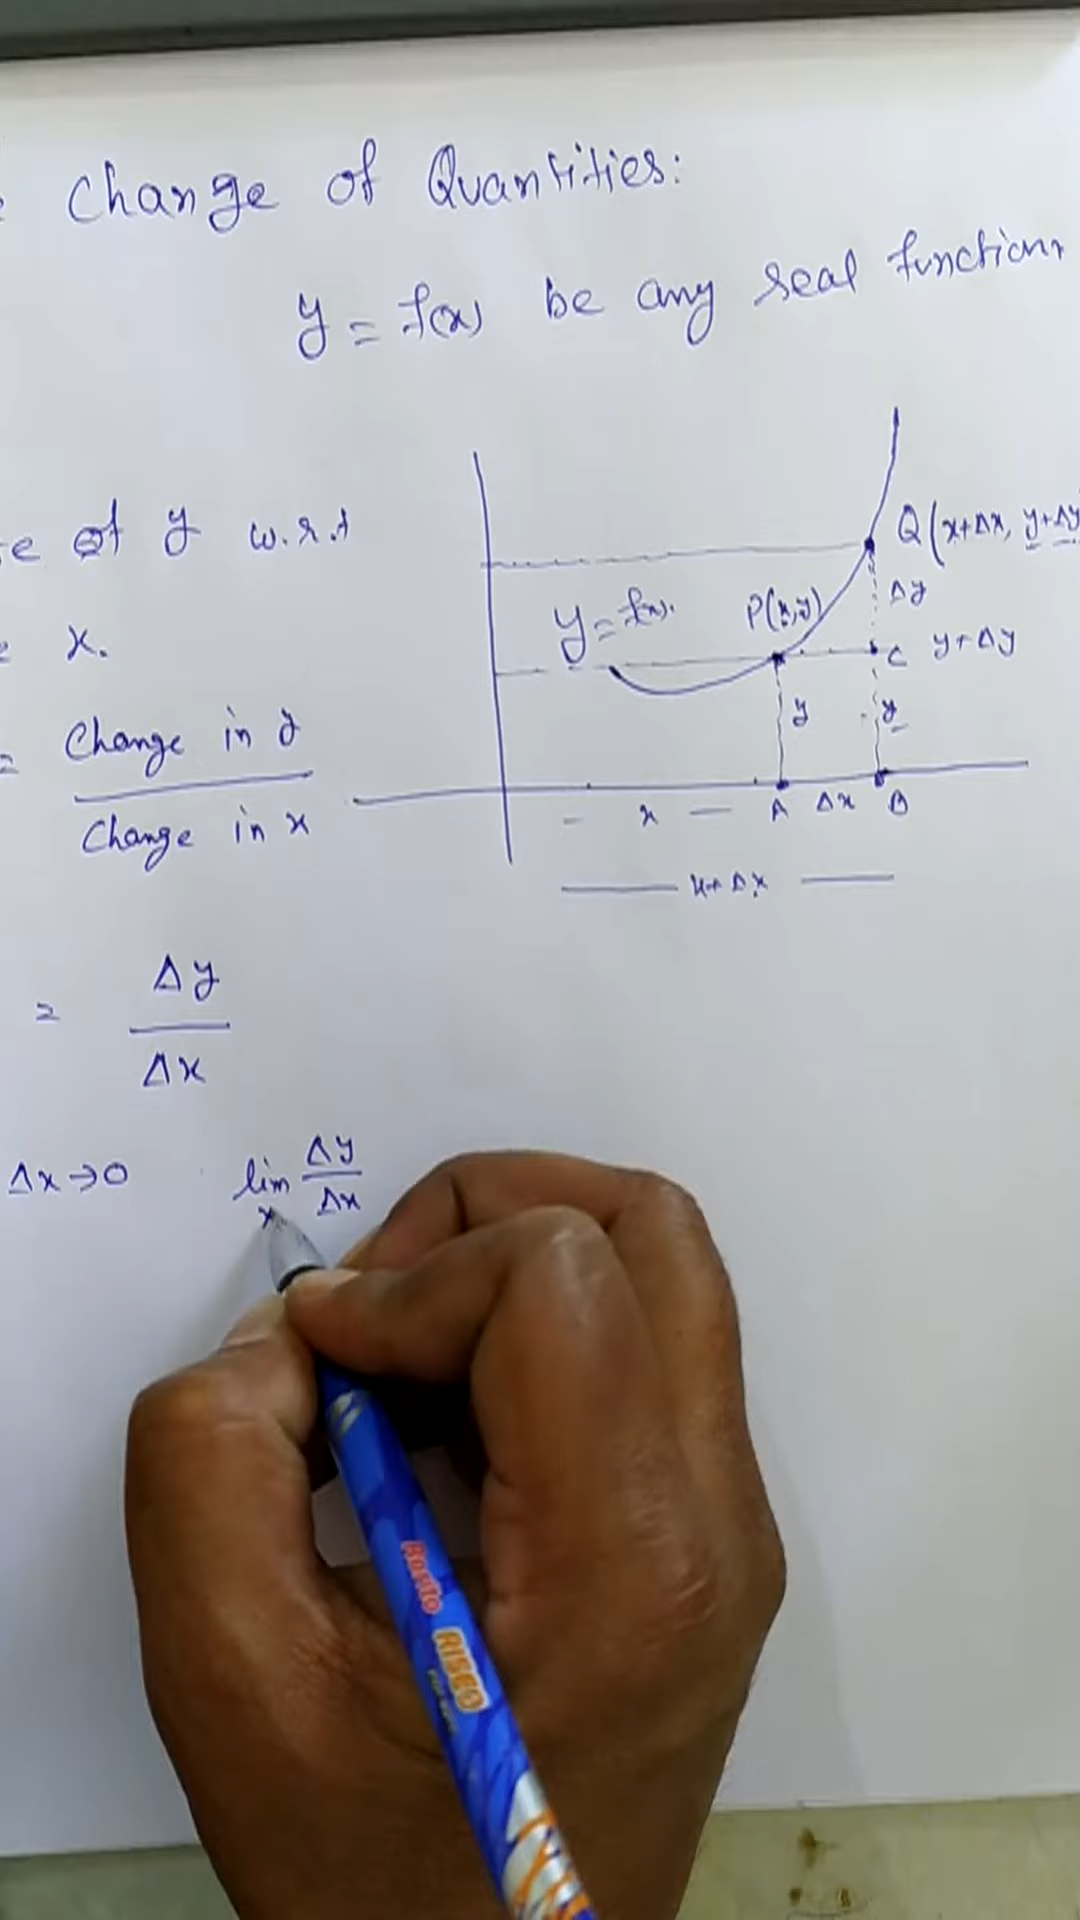 Change of Quantities:
y = f(x) be any real function,
of y w.r.t
x.
= Change in y
Change in x
Q(x+Δx, y+Δy
Δy
y=f(x).
P(x,y)
C y+Δy
y
y
- x — A Δx B
x+Δx
= Δy
Δx
Δx→0 lim Δy
x Δx
Rorito
RISEO